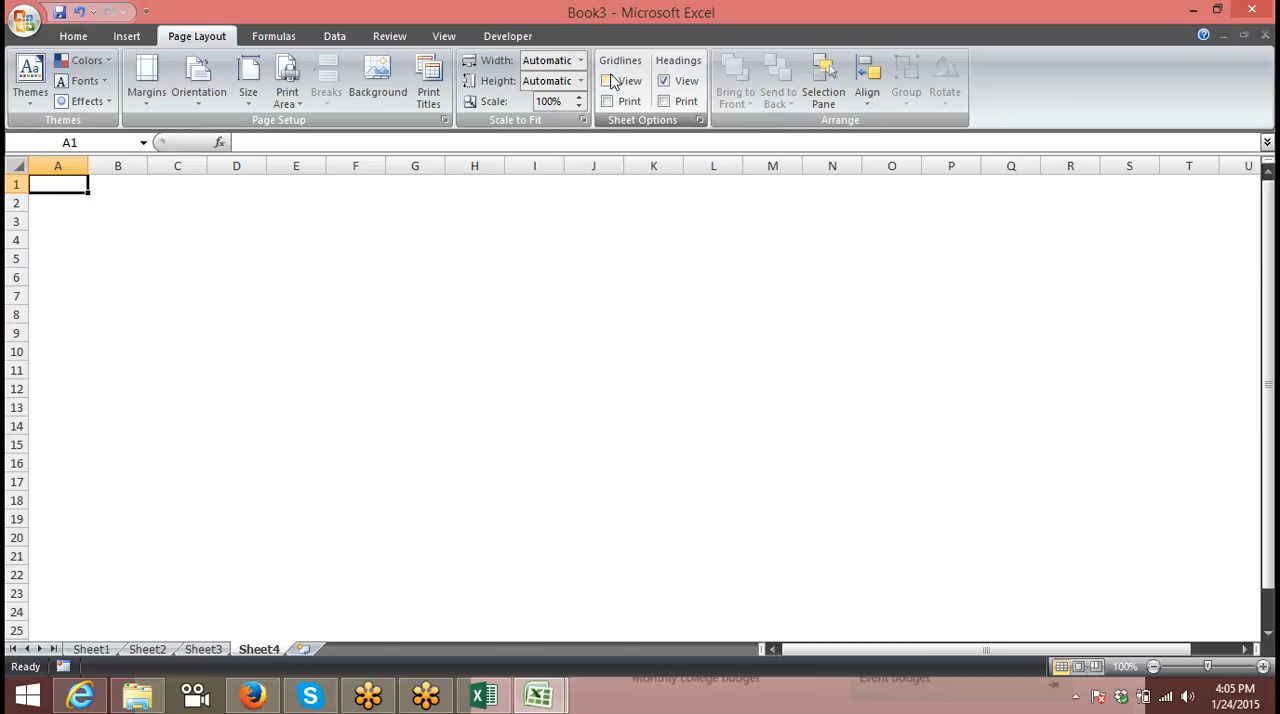 Book3 - Microsoft Excel
Home Insert Page Layout Formulas Data Review View Developer
Themes Colors Fonts Effects
Margins Orientation Size Print Area Breaks Background Print Titles
Width: Automatic
Height: Automatic
Scale: 100%
Gridlines View Print
Headings View Print
Bring to Front Send to Back Selection Pane Align Group Rotate
Themes Page Setup Scale to Fit Sheet Options Arrange
A1 fx
A B C D E F G H I J K L M N O P Q R S T U
1
2
3
4
5
6
7
8
9
10
11
12
13
14
15
16
17
18
19
20
21
22
23
24
25
Sheet1 Sheet2 Sheet3 Sheet4
Ready 100%
Monthly college budget Event budget
4:05 PM
1/24/2015